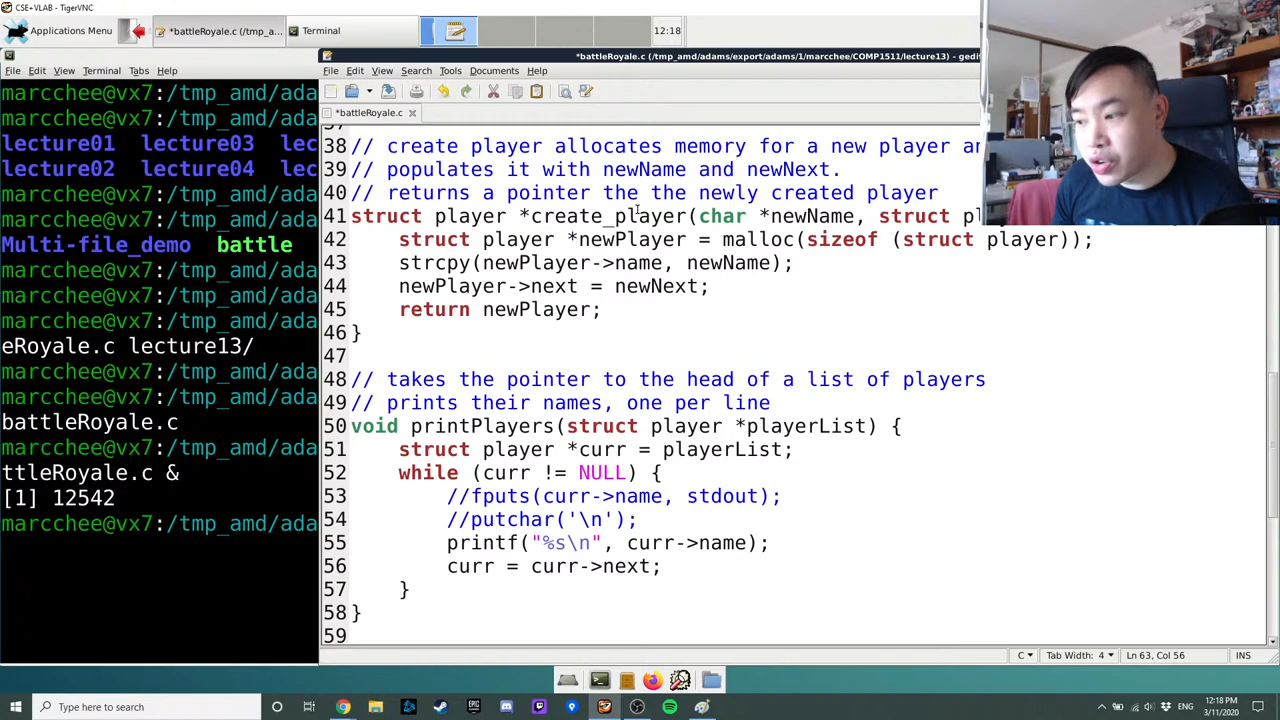 CSE+VLAB - TigerVNC
Applications Menu
*battleRoyale.c (/tmp_a...
Terminal
12:18
*battleRoyale.c (/tmp_amd/adams/export/adams/1/marcchee/COMP1511/lecture13) - ged
File Edit View Terminal Tabs Help
File Edit View Search Tools Documents Help
*battleRoyale.c
marcchee@vx7:/tmp_amd/ada
marcchee@vx7:/tmp_amd/ada
lecture01 lecture03 lec
lecture02 lecture04 lec
marcchee@vx7:/tmp_amd/ada
marcchee@vx7:/tmp_amd/ada
Multi-file_demo battle
marcchee@vx7:/tmp_amd/ada
marcchee@vx7:/tmp_amd/ada
marcchee@vx7:/tmp_amd/ada
eRoyale.c lecture13/
marcchee@vx7:/tmp_amd/ada
marcchee@vx7:/tmp_amd/ada
battleRoyale.c
marcchee@vx7:/tmp_amd/ada
ttleRoyale.c &
[1] 12542
marcchee@vx7:/tmp_amd/ada
37
38 // create player allocates memory for a new player an
39 // populates it with newName and newNext.
40 // returns a pointer the the newly created player
41 struct player *create_player(char *newName, struct pl
42 struct player *newPlayer = malloc(sizeof (struct player));
43 strcpy(newPlayer->name, newName);
44 newPlayer->next = newNext;
45 return newPlayer;
46 }
47
48 // takes the pointer to the head of a list of players
49 // prints their names, one per line
50 void printPlayers(struct player *playerList) {
51 struct player *curr = playerList;
52 while (curr != NULL) {
53 //fputs(curr->name, stdout);
54 //putchar('\n');
55 printf("%s\n", curr->name);
56 curr = curr->next;
57 }
58 }
59
C Tab Width: 4 Ln 63, Col 56 INS
Type here to search
ENG
12:18 PM
3/11/2020